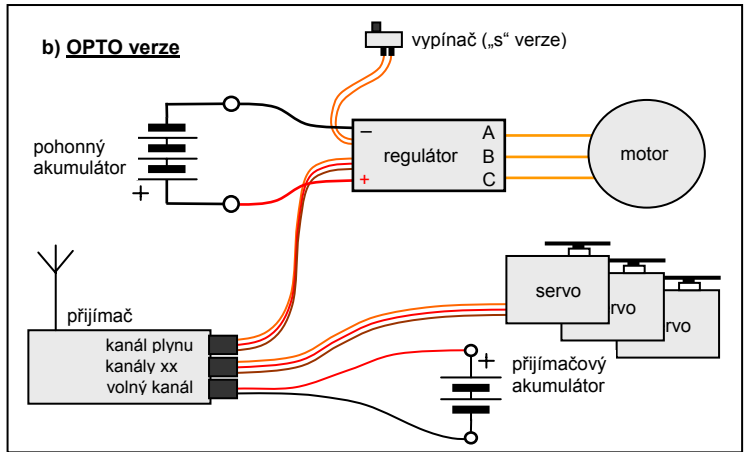 b) OPTO verze
vypínač („s“ verze)
pohonný
akumulátor
+
−
+
regulátor
A
B
C
motor
přijímač
kanál plynu
kanály xx
volný kanál
servo
rvo
rvo
+
přijímačový
akumulátor